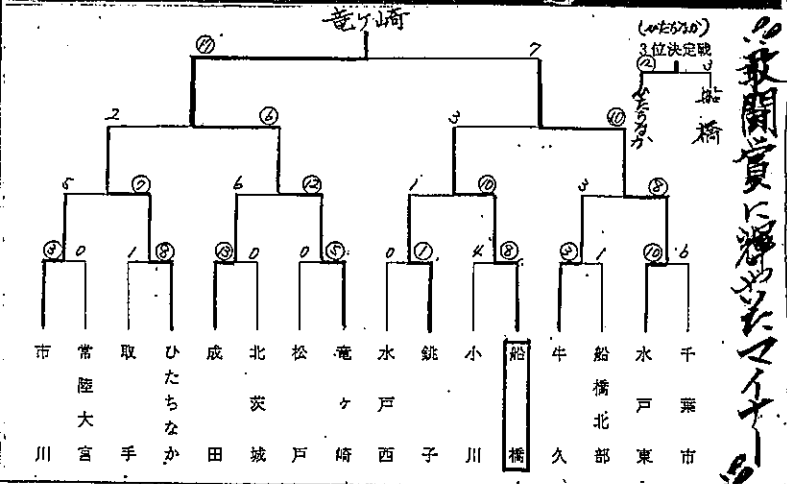 竜ヶ崎
⑪
7
(ひたちなか)
3位決定戦
⑫ 3
ひたちなか
船橋
2 ⑥ 3 ⑩
5 ⑦ 6 ⑫ 1 ⑩ 3 ⑧
0 1 ⑧ ⑬ 0 0 ⑤ 0 ① 4 ⑧ 1 ⑩ 6
市川
常陸大宮
取手
ひたちなか
成田
北茨城
松戸
竜ヶ崎
水戸西
銚子
小川
船橋
牛久
船橋北部
水戸東
千葉市
!!敢闘賞に輝やいたマイナー!!